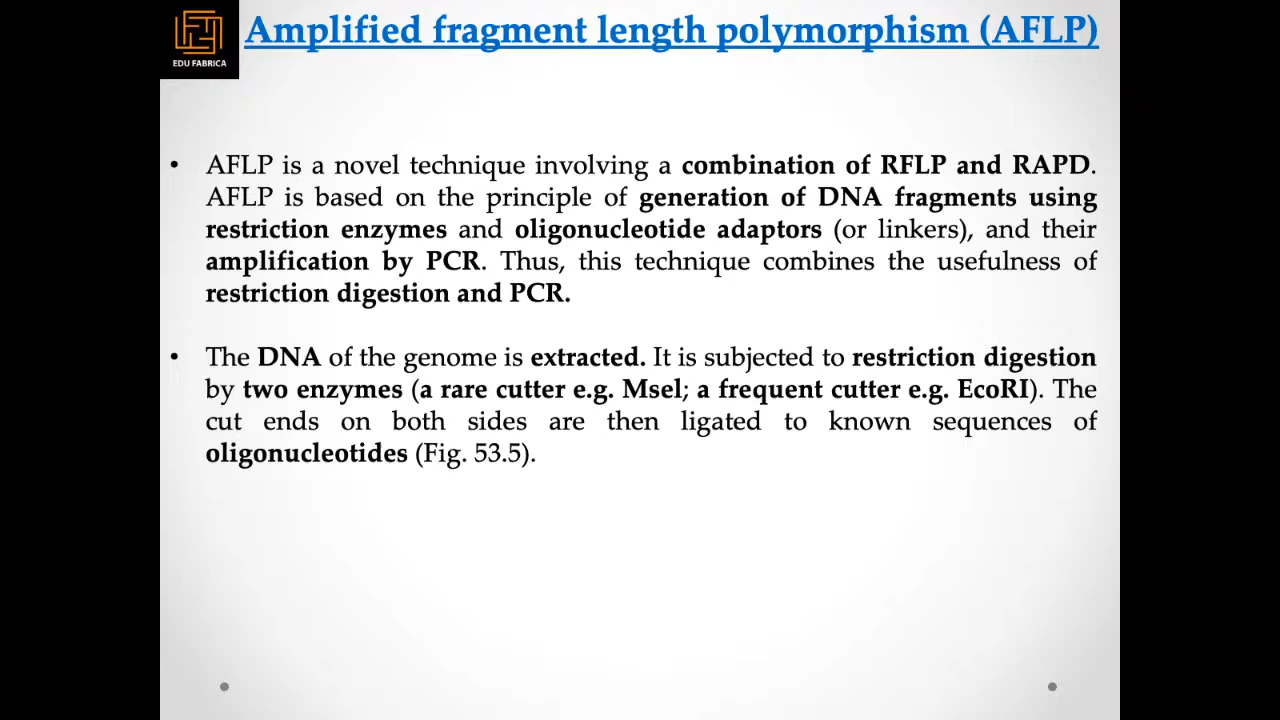 Amplified fragment length polymorphism (AFLP)
EDU FABRICA
• AFLP is a novel technique involving a combination of RFLP and RAPD.
AFLP is based on the principle of generation of DNA fragments using
restriction enzymes and oligonucleotide adaptors (or linkers), and their
amplification by PCR. Thus, this technique combines the usefulness of
restriction digestion and PCR.
• The DNA of the genome is extracted. It is subjected to restriction digestion
by two enzymes (a rare cutter e.g. Msel; a frequent cutter e.g. EcoRI). The
cut ends on both sides are then ligated to known sequences of
oligonucleotides (Fig. 53.5).